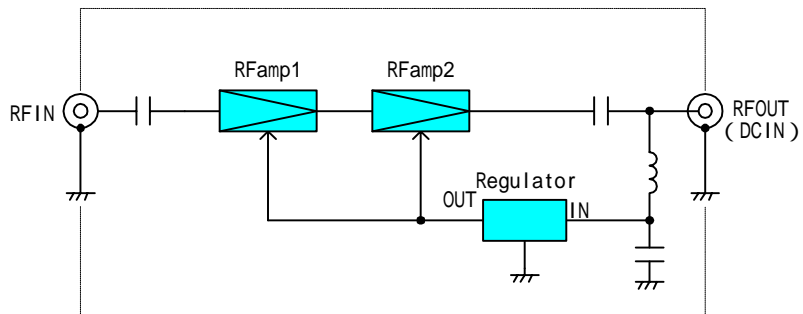 RFamp1
RFamp2
RFIN
RFOUT
(DCIN)
Regulator
OUT
IN